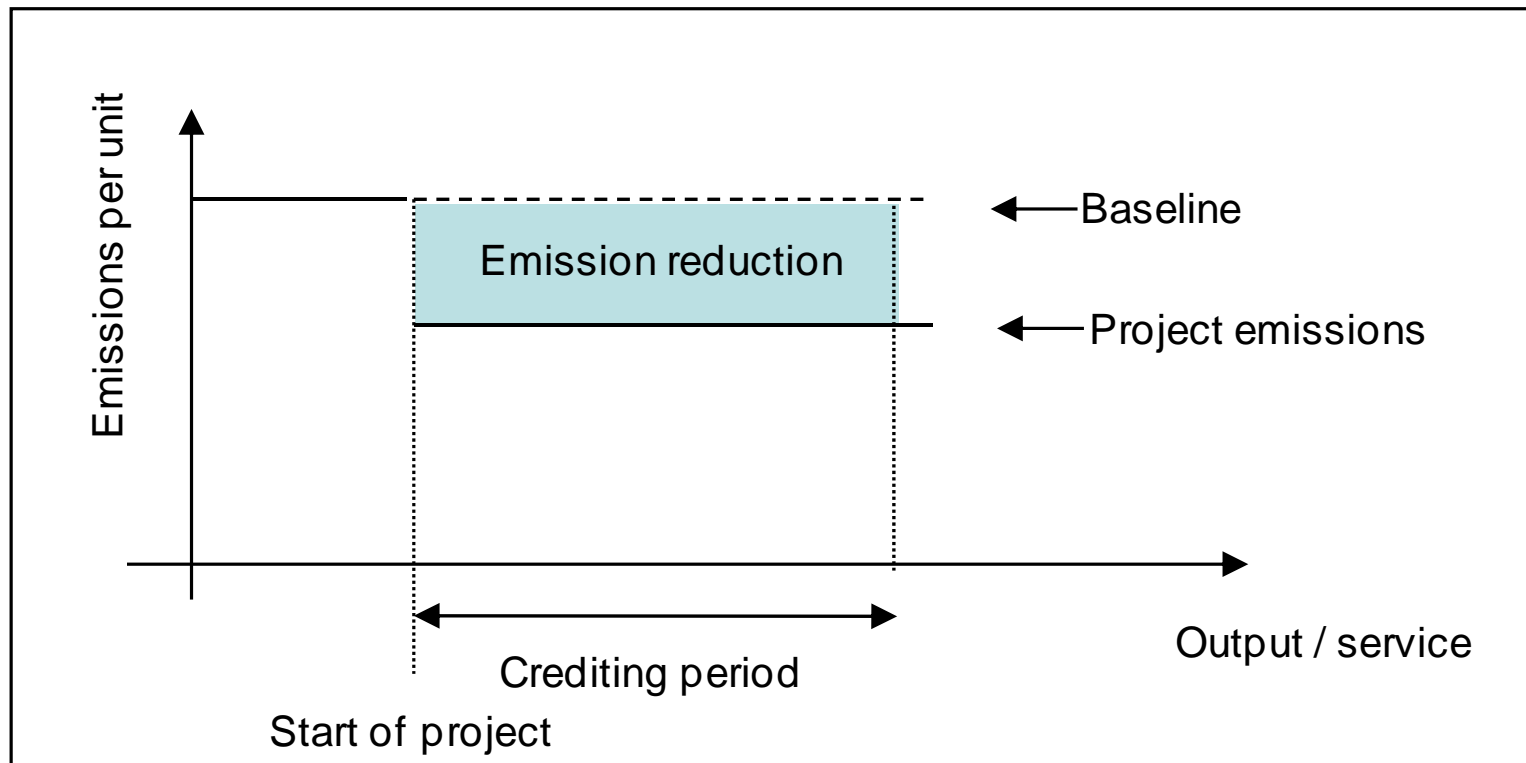 Emissions per unit
Baseline
Emission reduction
Project emissions
Output / service
Crediting period
Start of project